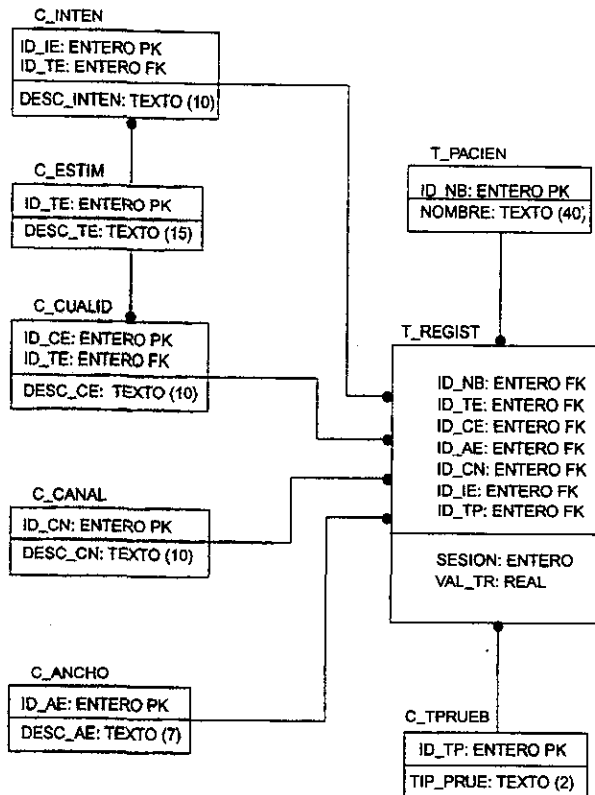 C_INTEN
ID_IE: ENTERO PK
ID_TE: ENTERO FK
DESC_INTEN: TEXTO (10)
C_ESTIM
ID_TE: ENTERO PK
DESC_TE: TEXTO (15)
C_CUALID
ID_CE: ENTERO PK
ID_TE: ENTERO FK
DESC_CE: TEXTO (10)
C_CANAL
ID_CN: ENTERO PK
DESC_CN: TEXTO (10)
C_ANCHO
ID_AE: ENTERO PK
DESC_AE: TEXTO (7)
T_PACIEN
ID_NB: ENTERO PK
NOMBRE: TEXTO (40)
T_REGIST
ID_NB: ENTERO FK
ID_TE: ENTERO FK
ID_CE: ENTERO FK
ID_AE: ENTERO FK
ID_CN: ENTERO FK
ID_IE: ENTERO FK
ID_TP: ENTERO FK
SESION: ENTERO
VAL_TR: REAL
C_TPRUEB
ID_TP: ENTERO PK
TIP_PRUE: TEXTO (2)